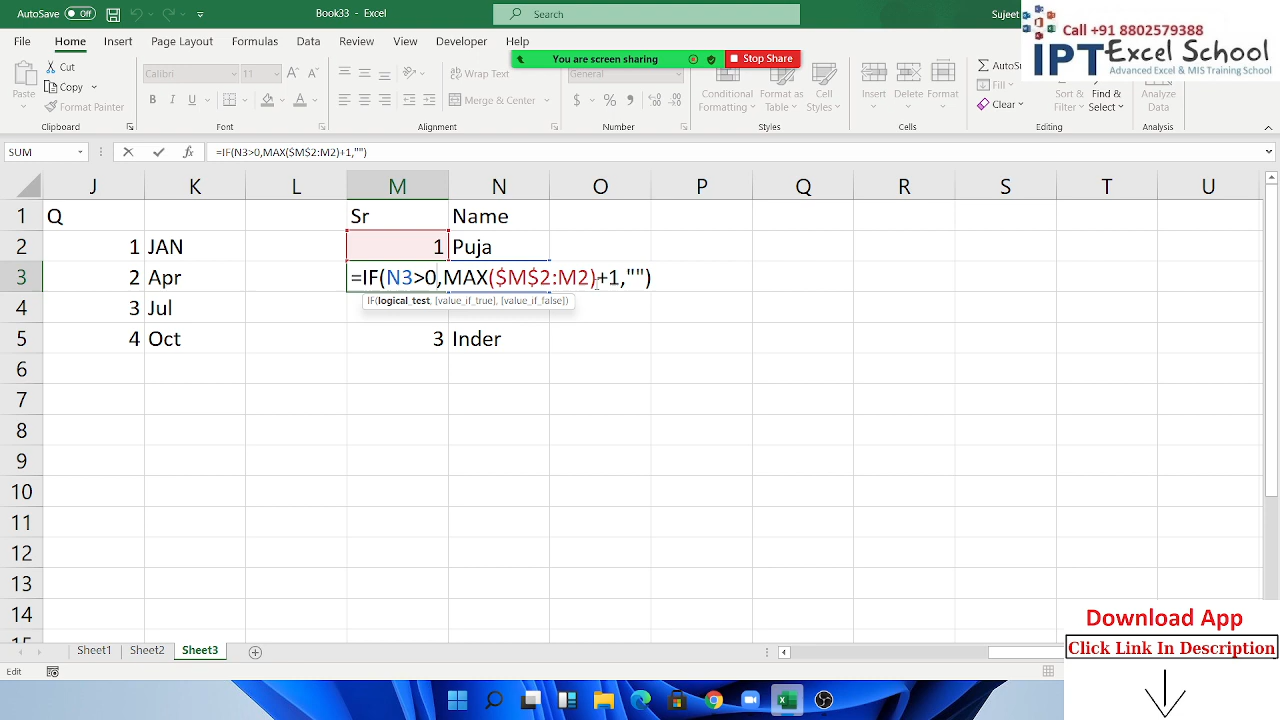 AutoSave Off
Book33 - Excel
Search
Sujeet
Call +91 8802579388
IPT Excel School
Advanced Excel & MIS Training School
File Home Insert Page Layout Formulas Data View Developer Help
You are screen sharing
Stop Share
Paste
Cut
Copy
Format Painter
Clipboard
Calibri 11
B I U
Font
Wrap Text
Merge & Center
Alignment
General
Number
Conditional Formatting
Format as Table
Cell Styles
Styles
Insert Delete Format
Cells
AutoSu
Clear
Sort & Filter
Find & Select
Editing
Analyze Data
Analysis
SUM
=IF(N3>0,MAX($M$2:M2)+1,"")
J K L M N O P Q R S T U
1 Q Sr Name
2 1 JAN 1 Puja
3 2 Apr =IF(N3>0,MAX($M$2:M2)+1,"")
IF(logical_test, [value_if_true], [value_if_false])
4 3 Jul
5 4 Oct 3 Inder
6
7
8
9
10
11
12
13
14
15
Download App
Click Link In Description
Sheet1 Sheet2 Sheet3
Edit